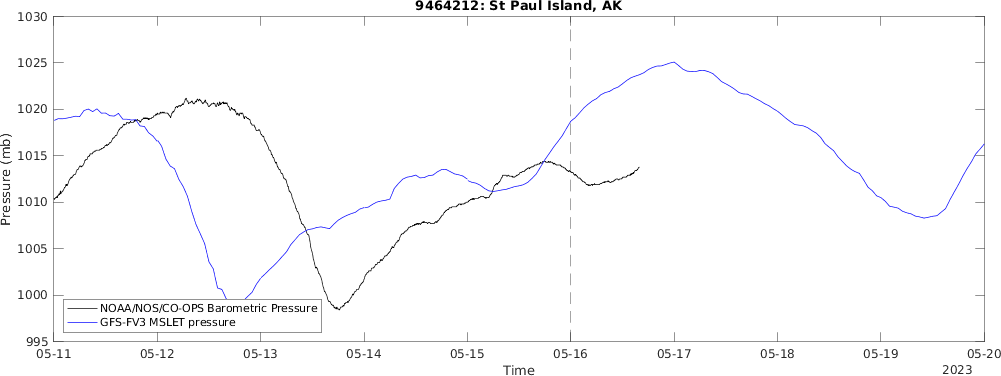 9464212: St Paul Island, AK
1030
1025
1020
1015
1010
1005
1000
995
Pressure (mb)
NOAA/NOS/CO-OPS Barometric Pressure
GFS-FV3 MSLET pressure
05-11 05-12 05-13 05-14 05-15 05-16 05-17 05-18 05-19 05-20
Time
2023